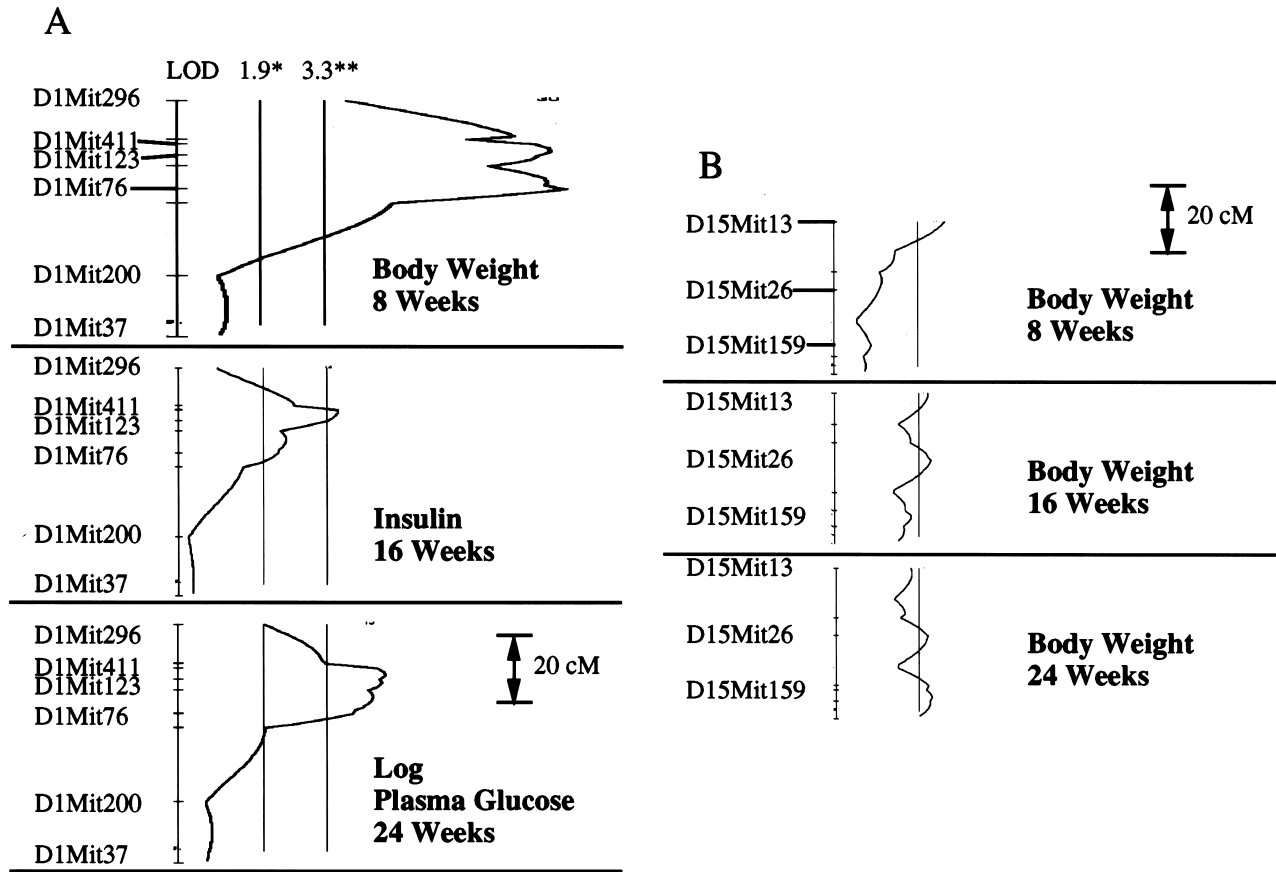 A
LOD 1.9* 3.3**
D1Mit296
D1Mit411
D1Mit123
D1Mit76
D1Mit200
D1Mit37
Body Weight
8 Weeks
D1Mit296
D1Mit411
D1Mit123
D1Mit76
D1Mit200
D1Mit37
Insulin
16 Weeks
D1Mit296
D1Mit411
D1Mit123
D1Mit76
D1Mit200
D1Mit37
20 cM
Log
Plasma Glucose
24 Weeks
B
20 cM
D15Mit13
D15Mit26
D15Mit159
Body Weight
8 Weeks
D15Mit13
D15Mit26
D15Mit159
Body Weight
16 Weeks
D15Mit13
D15Mit26
D15Mit159
Body Weight
24 Weeks